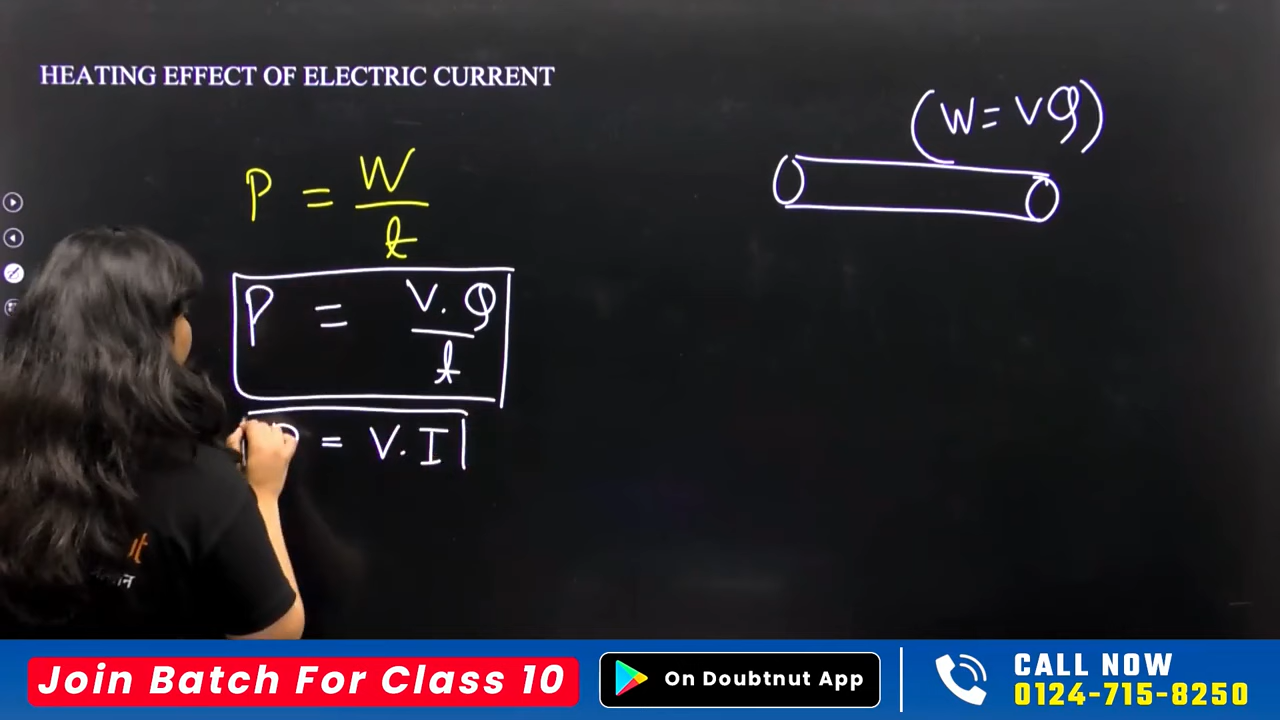 HEATING EFFECT OF ELECTRIC CURRENT
(W = VQ)
P = W/t
P = V.Q/t
P = V.I
Join Batch For Class 10
On Doubtnut App
CALL NOW
0124-715-8250